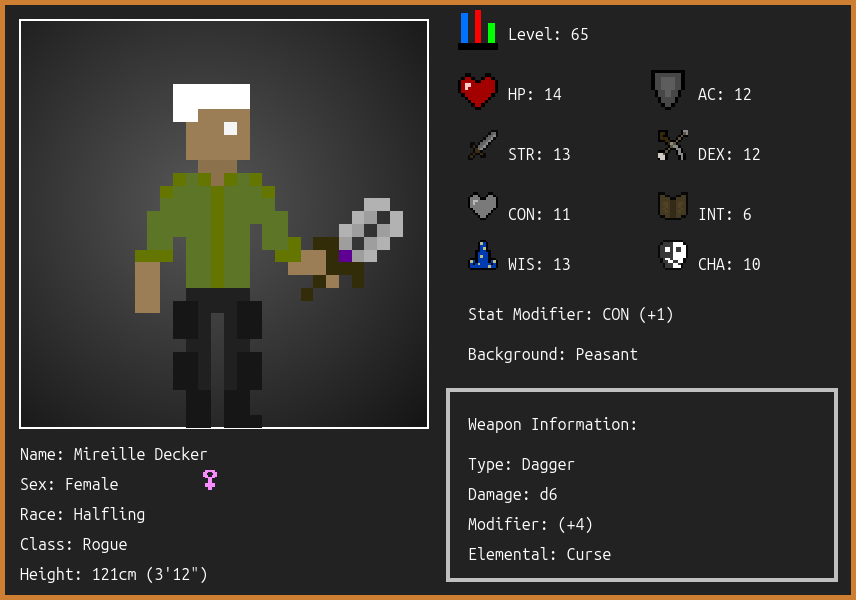 Level: 65
HP: 14
AC: 12
STR: 13
DEX: 12
CON: 11
INT: 6
WIS: 13
CHA: 10
Stat Modifier: CON (+1)
Background: Peasant
Weapon Information:
Type: Dagger
Damage: d6
Modifier: (+4)
Elemental: Curse
Name: Mireille Decker
Sex: Female
Race: Halfling
Class: Rogue
Height: 121cm (3'12")